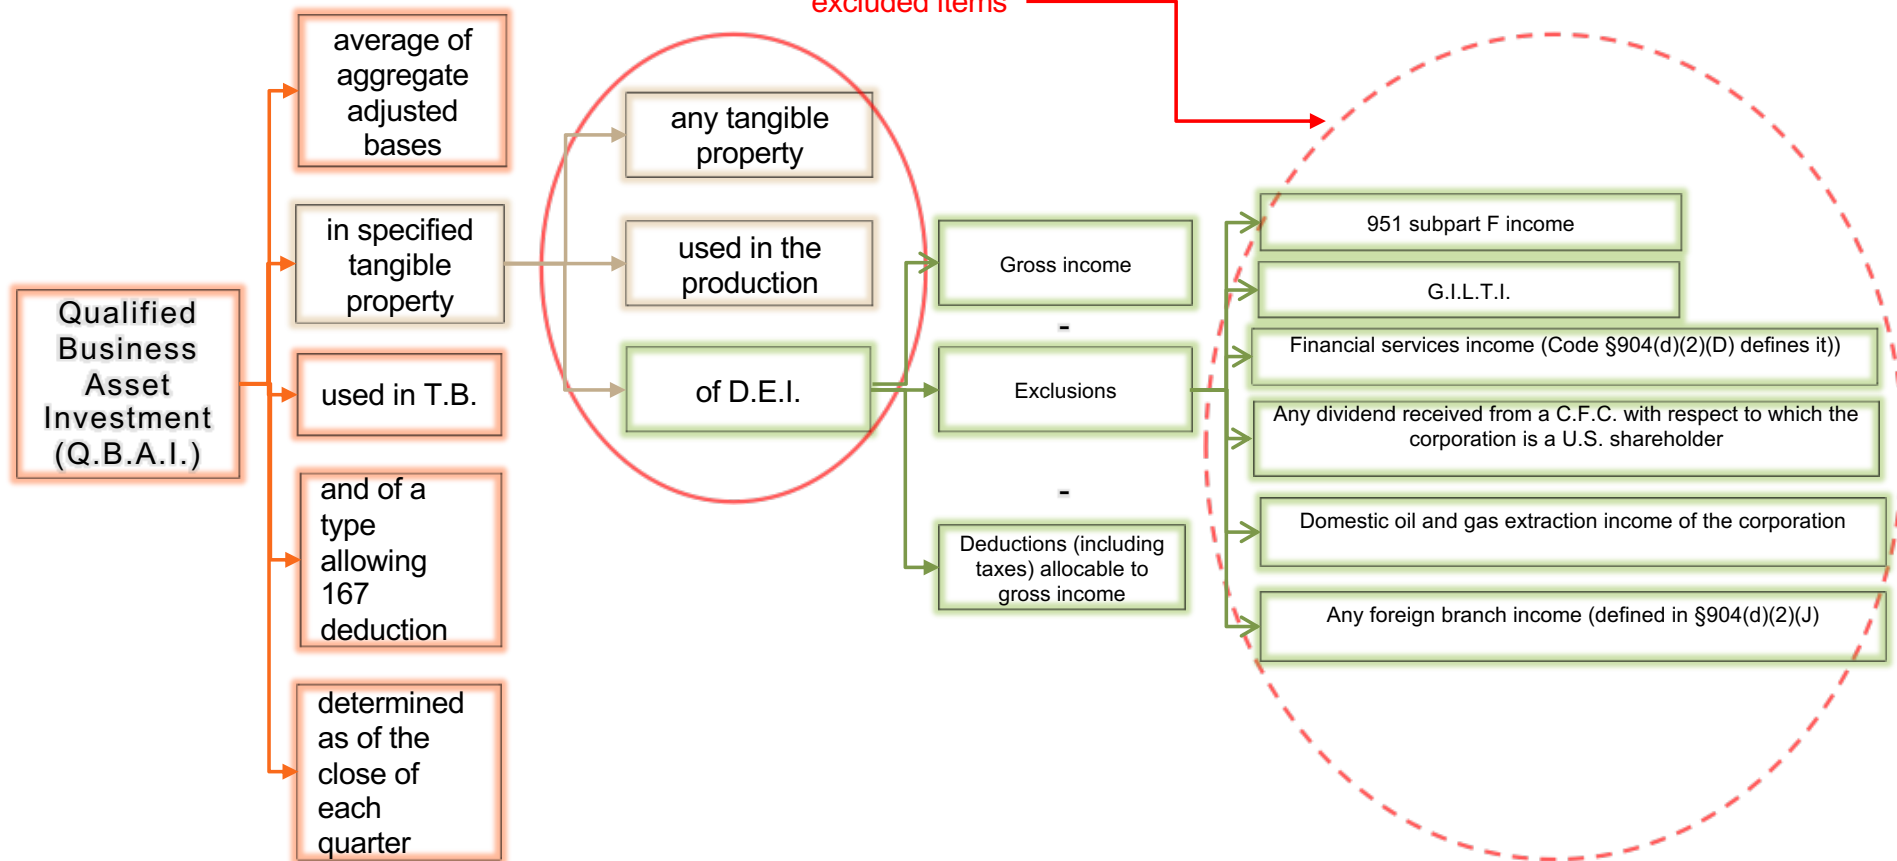 excluded items
average of
aggregate
adjusted
bases
any tangible
property
in specified
tangible
property
used in the
production
Gross income
-
951 subpart F income
G.I.L.T.I.
Qualified
Business
Asset
Investment
(Q.B.A.I.)
used in T.B.
of D.E.I.
Exclusions
Financial services income (Code §904(d)(2)(D) defines it))
Any dividend received from a C.F.C. with respect to which the
corporation is a U.S. shareholder
-
and of a
type
allowing
167
deduction
Deductions (including
taxes) allocable to
gross income
Domestic oil and gas extraction income of the corporation
Any foreign branch income (defined in §904(d)(2)(J)
determined
as of the
close of
each
quarter